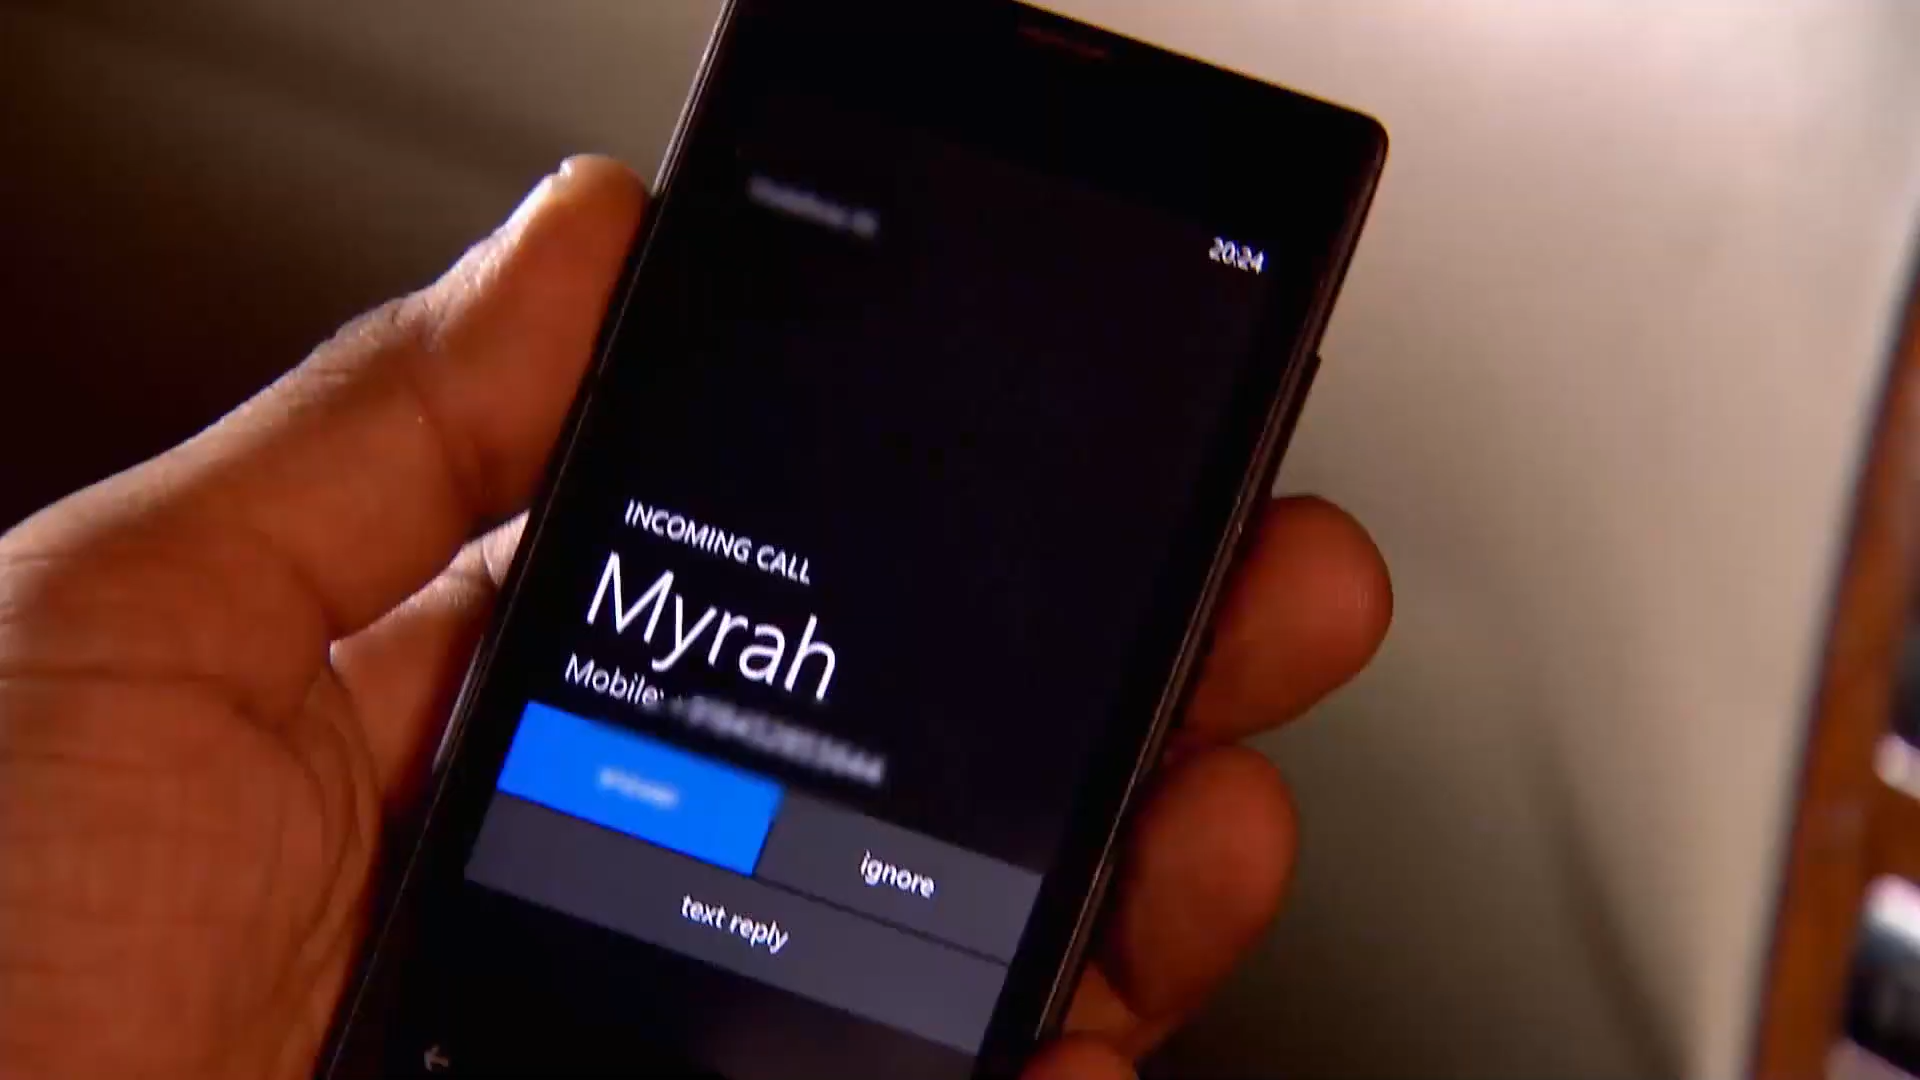 20:24
INCOMING CALL
Myrah
Mobile:
ignore
text reply